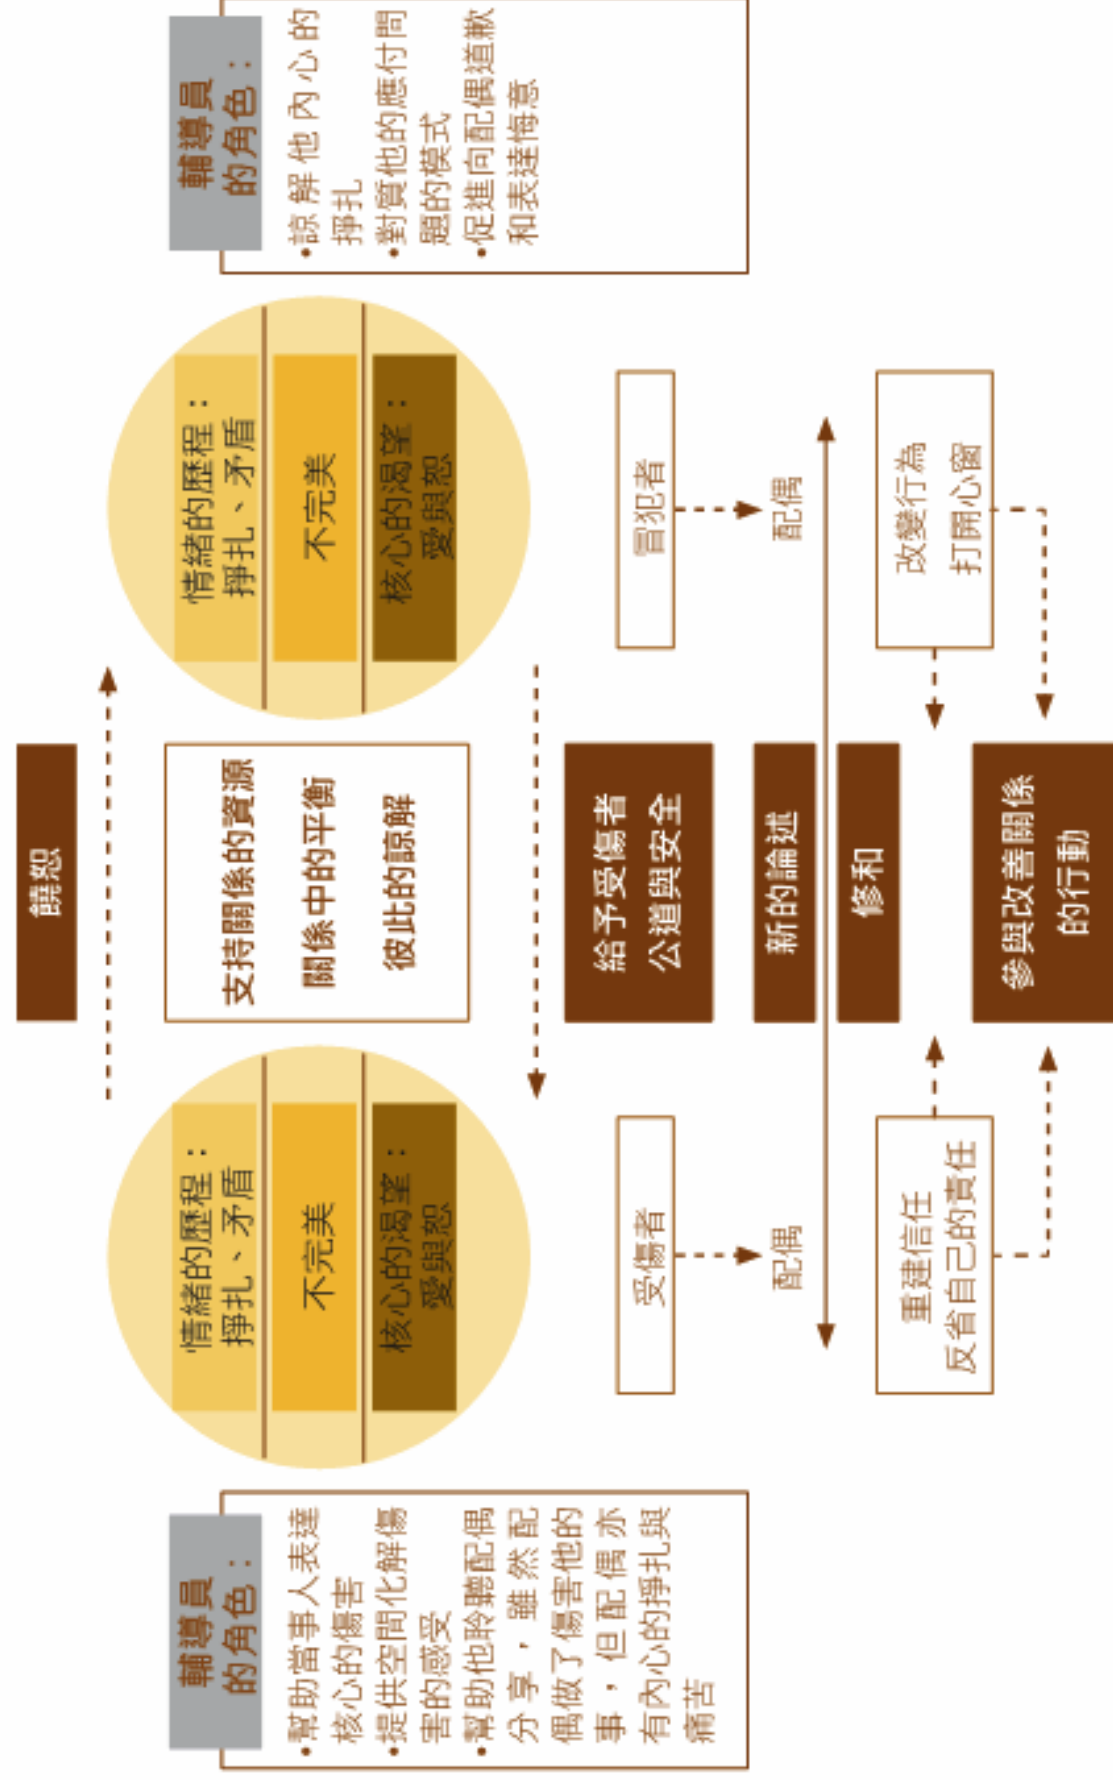 饒恕
輔導員
的角色：
•幫助當事人表達
核心的傷害
•提供空間化解傷
害的感受
•幫助他聆聽配偶
分享，雖然配
偶做了傷害他的
事，但配偶亦
有內心的掙扎與
痛苦
情緒的歷程：
掙扎、矛盾
不完美
核心的渴望：
愛與恕
支持關係的資源
關係中的平衡
彼此的諒解
情緒的歷程：
掙扎、矛盾
不完美
核心的渴望：
愛與恕
輔導員
的角色：
•諒解他內心的
掙扎
•對質他的應付問
題的模式
•促進向配偶道歉
和表達悔意
受傷者
給予受傷者
公道與安全
冒犯者
配偶
新的論述
配偶
修和
重建信任
反省自己的責任
改變行為
打開心窗
參與改善關係
的行動